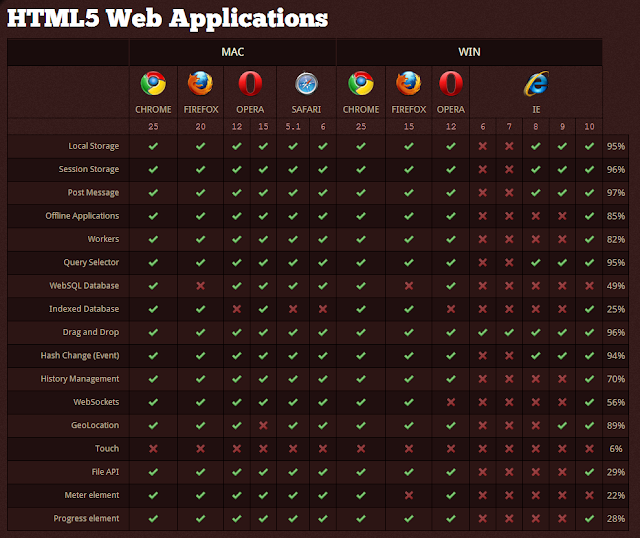 HTML5 Web Applications
MAC WIN
CHROME FIREFOX OPERA SAFARI CHROME FIREFOX OPERA IE
25 20 12 15 5.1 6 25 15 12 6 7 8 9 10
Local Storage 95%
Session Storage 96%
Post Message 97%
Offline Applications 85%
Workers 82%
Query Selector 95%
WebSQL Database 49%
Indexed Database 25%
Drag and Drop 96%
Hash Change (Event) 94%
History Management 70%
WebSockets 56%
GeoLocation 89%
Touch 6%
File API 29%
Meter element 22%
Progress element 28%